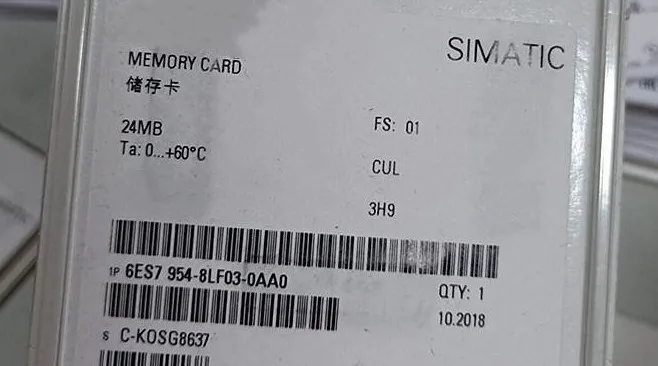 SIMATIC
MEMORY CARD
储存卡
24MB
FS: 01
Ta: 0...+60°C
CUL
3H9
1P 6ES7 954-8LF03-0AA0
QTY: 1
10.2018
S C-KOSG8637